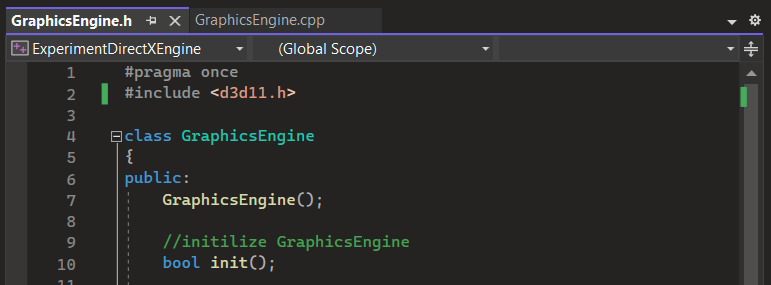 GraphicsEngine.h GraphicsEngine.cpp
ExperimentDirectXEngine (Global Scope)
1 #pragma once
2 #include <d3d11.h>
3
4 class GraphicsEngine
5 {
6 public:
7 GraphicsEngine();
8
9 //initilize GraphicsEngine
10 bool init();
11